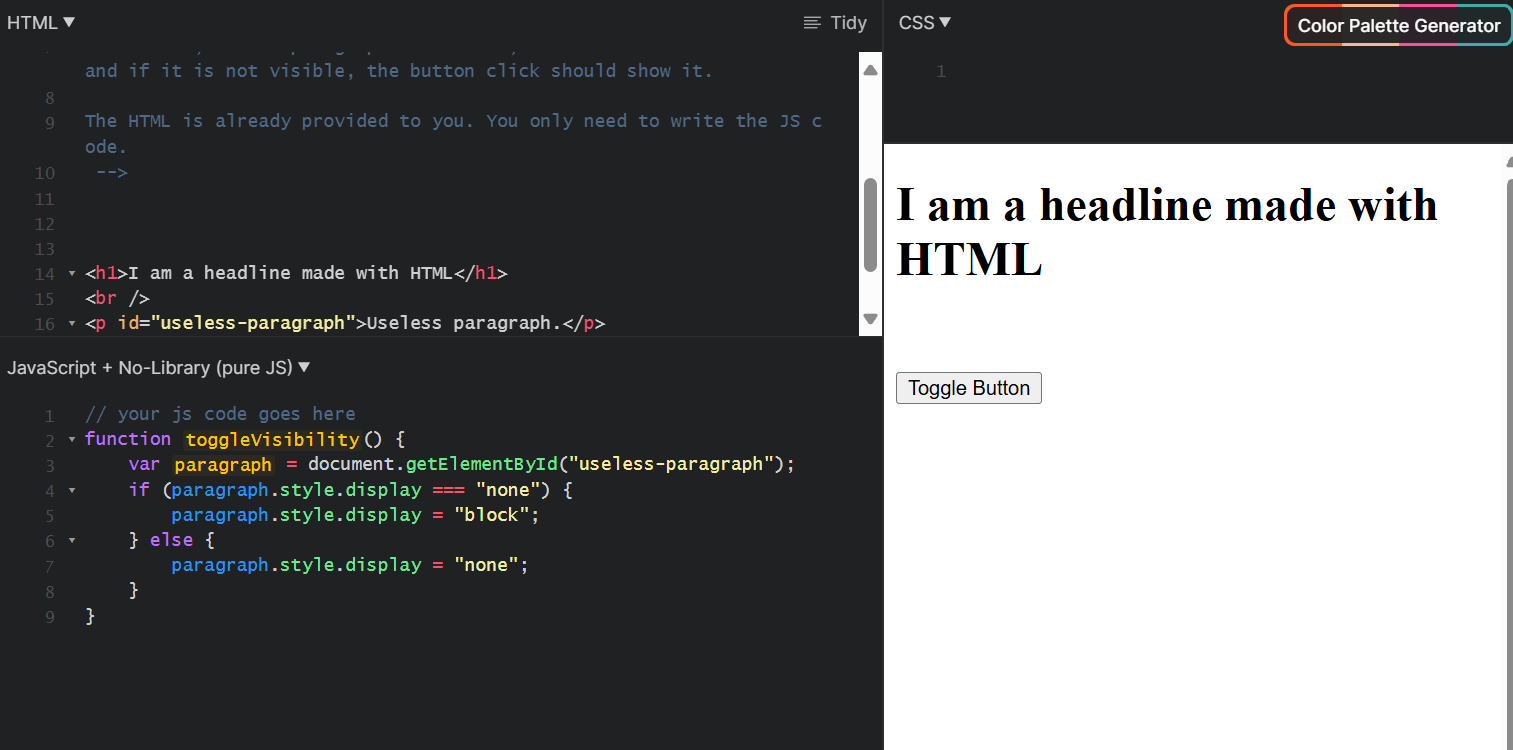 HTML ▼
Tidy
and if it is not visible, the button click should show it.
8
9 The HTML is already provided to you. You only need to write the JS c
ode.
10 -->
11
12
13
14 <h1>I am a headline made with HTML</h1>
15 <br />
16 <p id="useless-paragraph">Useless paragraph.</p>
JavaScript + No-Library (pure JS) ▼
1 // your js code goes here
2 function toggleVisibility() {
3     var paragraph = document.getElementById("useless-paragraph");
4     if (paragraph.style.display === "none") {
5         paragraph.style.display = "block";
6     } else {
7         paragraph.style.display = "none";
8     }
9 }
CSS ▼
Color Palette Generator
1
I am a headline made with
HTML
Toggle Button